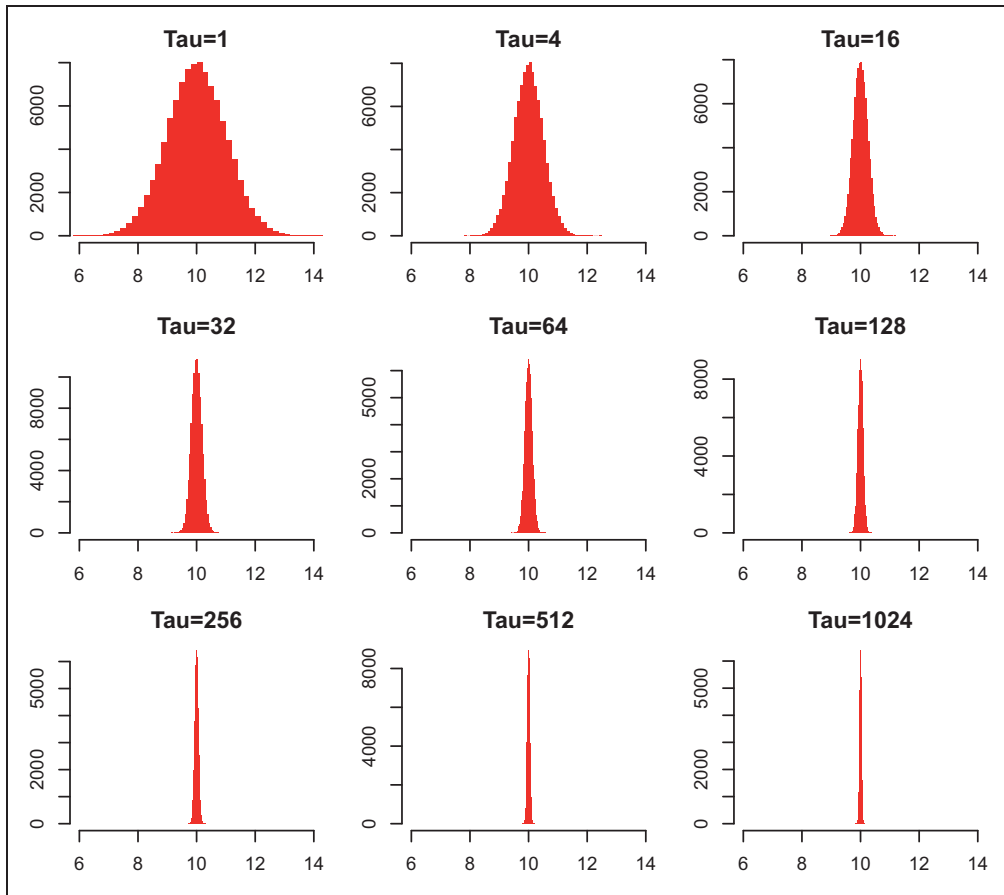 Tau=1 Tau=4 Tau=16
0 2000 6000 0 2000 6000 0 2000 6000
6 8 10 12 14 6 8 10 12 14 6 8 10 12 14
Tau=32 Tau=64 Tau=128
0 4000 8000 0 2000 5000 0 4000 8000
6 8 10 12 14 6 8 10 12 14 6 8 10 12 14
Tau=256 Tau=512 Tau=1024
0 2000 5000 0 4000 8000 0 2000 5000
6 8 10 12 14 6 8 10 12 14 6 8 10 12 14